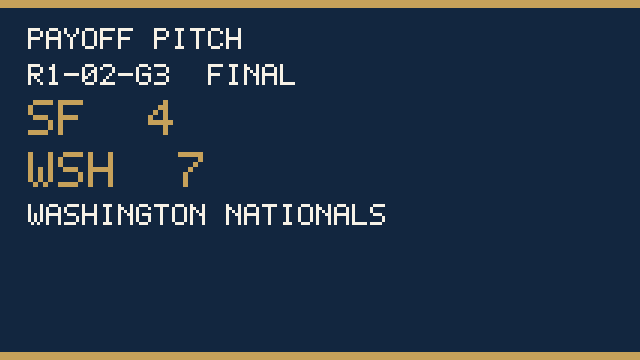 PAYOFF PITCH
R1-02-G3 FINAL
SF 4
WSH 7
WASHINGTON NATIONALS